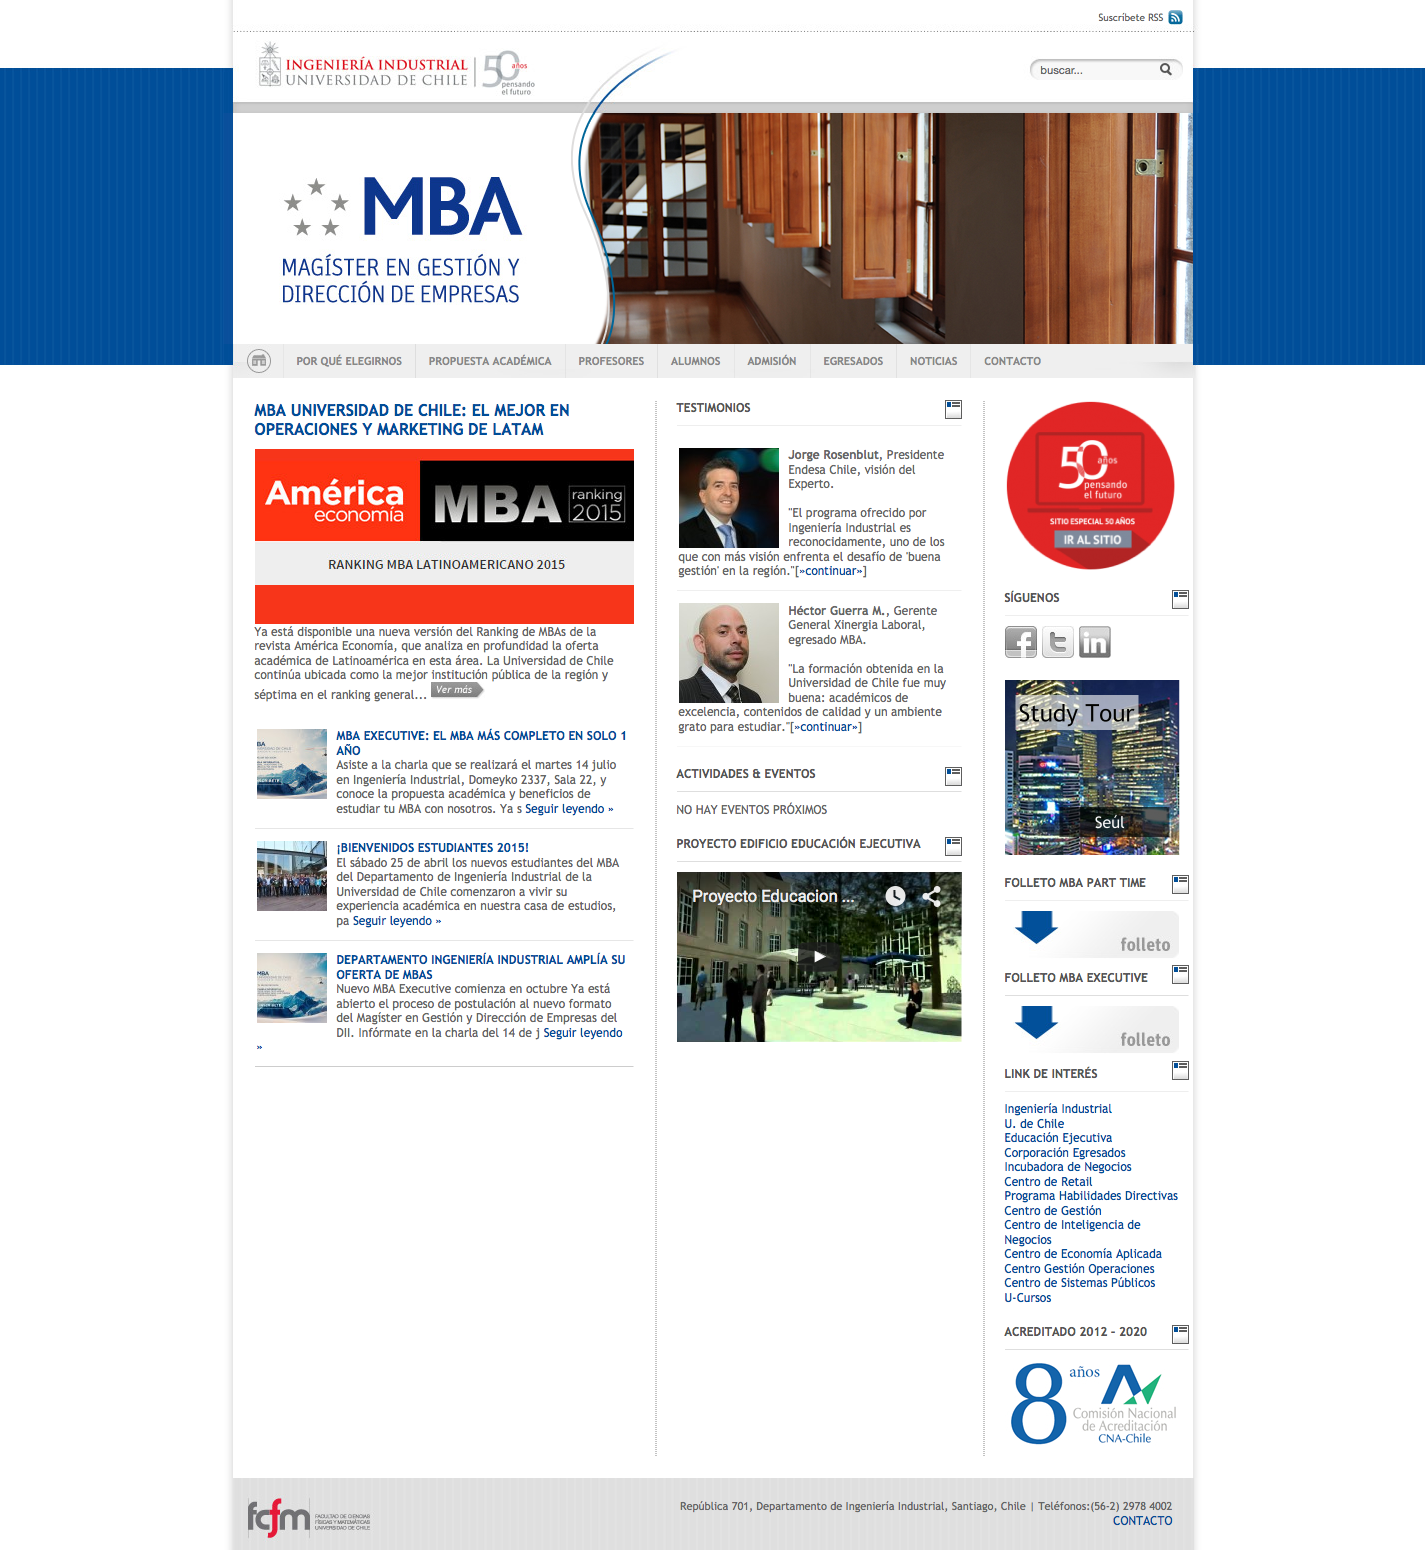 Suscríbete RSS
INGENIERÍA INDUSTRIAL
UNIVERSIDAD DE CHILE
50 años
pensando
el futuro
buscar...
MBA
MAGÍSTER EN GESTIÓN Y
DIRECCIÓN DE EMPRESAS
POR QUÉ ELEGIRNOS
PROPUESTA ACADÉMICA
PROFESORES
ALUMNOS
ADMISIÓN
EGRESADOS
NOTICIAS
CONTACTO
MBA UNIVERSIDAD DE CHILE: EL MEJOR EN
OPERACIONES Y MARKETING DE LATAM
América
economía
MBA
ranking
2015
RANKING MBA LATINOAMERICANO 2015
Ya está disponible una nueva versión del Ranking de MBAs de la
revista América Economía, que analiza en profundidad la oferta
académica de Latinoamérica en esta área. La Universidad de Chile
continúa ubicada como la mejor institución pública de la región y
séptima en el ranking general... Ver más
MBA EXECUTIVE: EL MBA MÁS COMPLETO EN SOLO 1
AÑO
Asiste a la charla que se realizará el martes 14 julio
en Ingeniería Industrial, Domeyko 2337, Sala 22, y
conoce la propuesta académica y beneficios de
estudiar tu MBA con nosotros. Ya s Seguir leyendo »
¡BIENVENIDOS ESTUDIANTES 2015!
El sábado 25 de abril los nuevos estudiantes del MBA
del Departamento de Ingeniería Industrial de la
Universidad de Chile comenzaron a vivir su
experiencia académica en nuestra casa de estudios,
pa Seguir leyendo »
DEPARTAMENTO INGENIERÍA INDUSTRIAL AMPLÍA SU
OFERTA DE MBAS
Nuevo MBA Executive comienza en octubre Ya está
abierto el proceso de postulación al nuevo formato
del Magíster en Gestión y Dirección de Empresas del
DII. Infórmate en la charla del 14 de j Seguir leyendo
»
TESTIMONIOS
Jorge Rosenblut, Presidente
Endesa Chile, visión del
Experto.
"El programa ofrecido por
Ingeniería Industrial es
reconocidamente, uno de los
que con más visión enfrenta el desafío de 'buena
gestión' en la región."[»continuar»]
Héctor Guerra M., Gerente
General Xinergia Laboral,
egresado MBA.
"La formación obtenida en la
Universidad de Chile fue muy
buena: académicos de
excelencia, contenidos de calidad y un ambiente
grato para estudiar."[»continuar»]
ACTIVIDADES & EVENTOS
NO HAY EVENTOS PRÓXIMOS
PROYECTO EDIFICIO EDUCACIÓN EJECUTIVA
Proyecto Educacion ...
50 años
pensando
el futuro
SITIO ESPECIAL 50 AÑOS
IR AL SITIO
SÍGUENOS
Study Tour
Seúl
FOLLETO MBA PART TIME
folleto
FOLLETO MBA EXECUTIVE
folleto
LINK DE INTERÉS
Ingeniería Industrial
U. de Chile
Educación Ejecutiva
Corporación Egresados
Incubadora de Negocios
Centro de Retail
Programa Habilidades Directivas
Centro de Gestión
Centro de Inteligencia de
Negocios
Centro de Economía Aplicada
Centro Gestión Operaciones
Centro de Sistemas Públicos
U-Cursos
ACREDITADO 2012 - 2020
8 años
Comisión Nacional
de Acreditación
CNA-Chile
fcfm
FACULTAD DE CIENCIAS
FÍSICAS Y MATEMÁTICAS
UNIVERSIDAD DE CHILE
República 701, Departamento de Ingeniería Industrial, Santiago, Chile | Teléfonos:(56-2) 2978 4002
CONTACTO